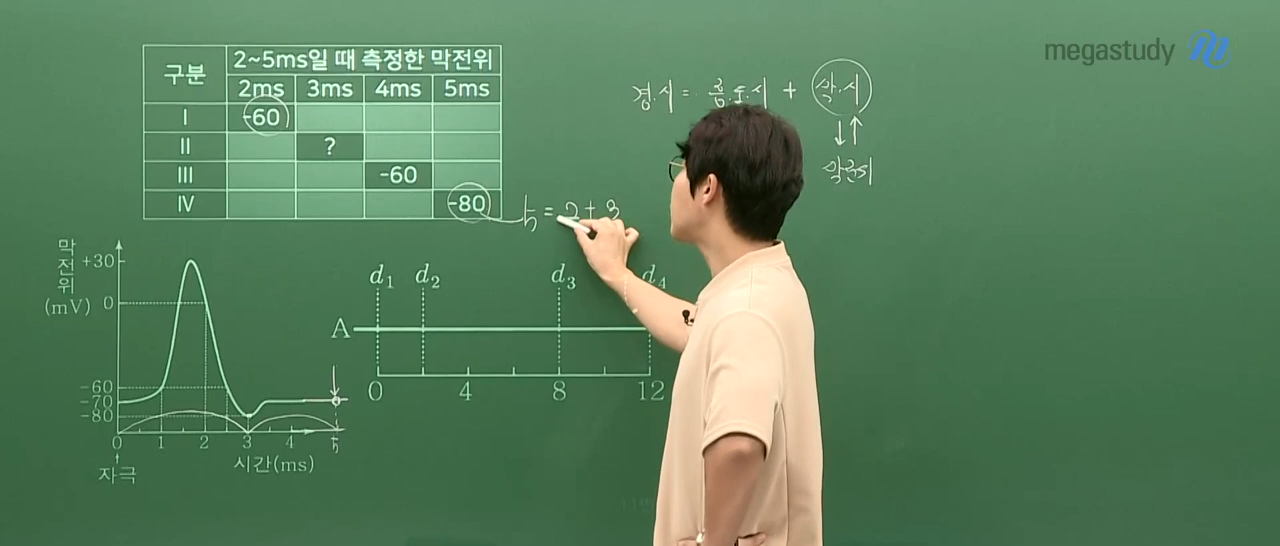 megastudy
구분
2~5ms일 때 측정한 막전위
2ms 3ms 4ms 5ms
I -60
II ?
III -60
IV -80
경.시 = 흥.도.시 + 막.시
막전위
5 = 2 + 3
막전위
(mV)
+30
0
-60
-70
-80
0 1 2 3 4 5
자극
시간(ms)
d₁ d₂ d₃ d₄
A
0 4 8 12